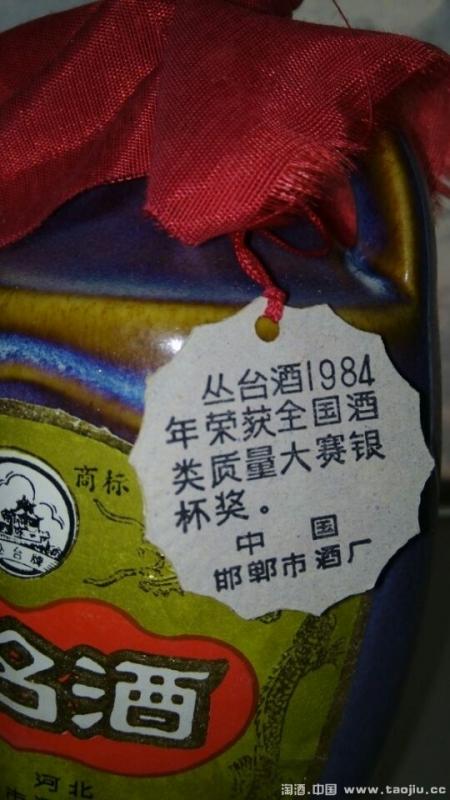 丛台酒1984
年荣获全国酒
类质量大赛银
杯奖。
中 国
邯郸市酒厂
商标
台牌
名酒
河北
淘酒.中国 www.taojiu.cc